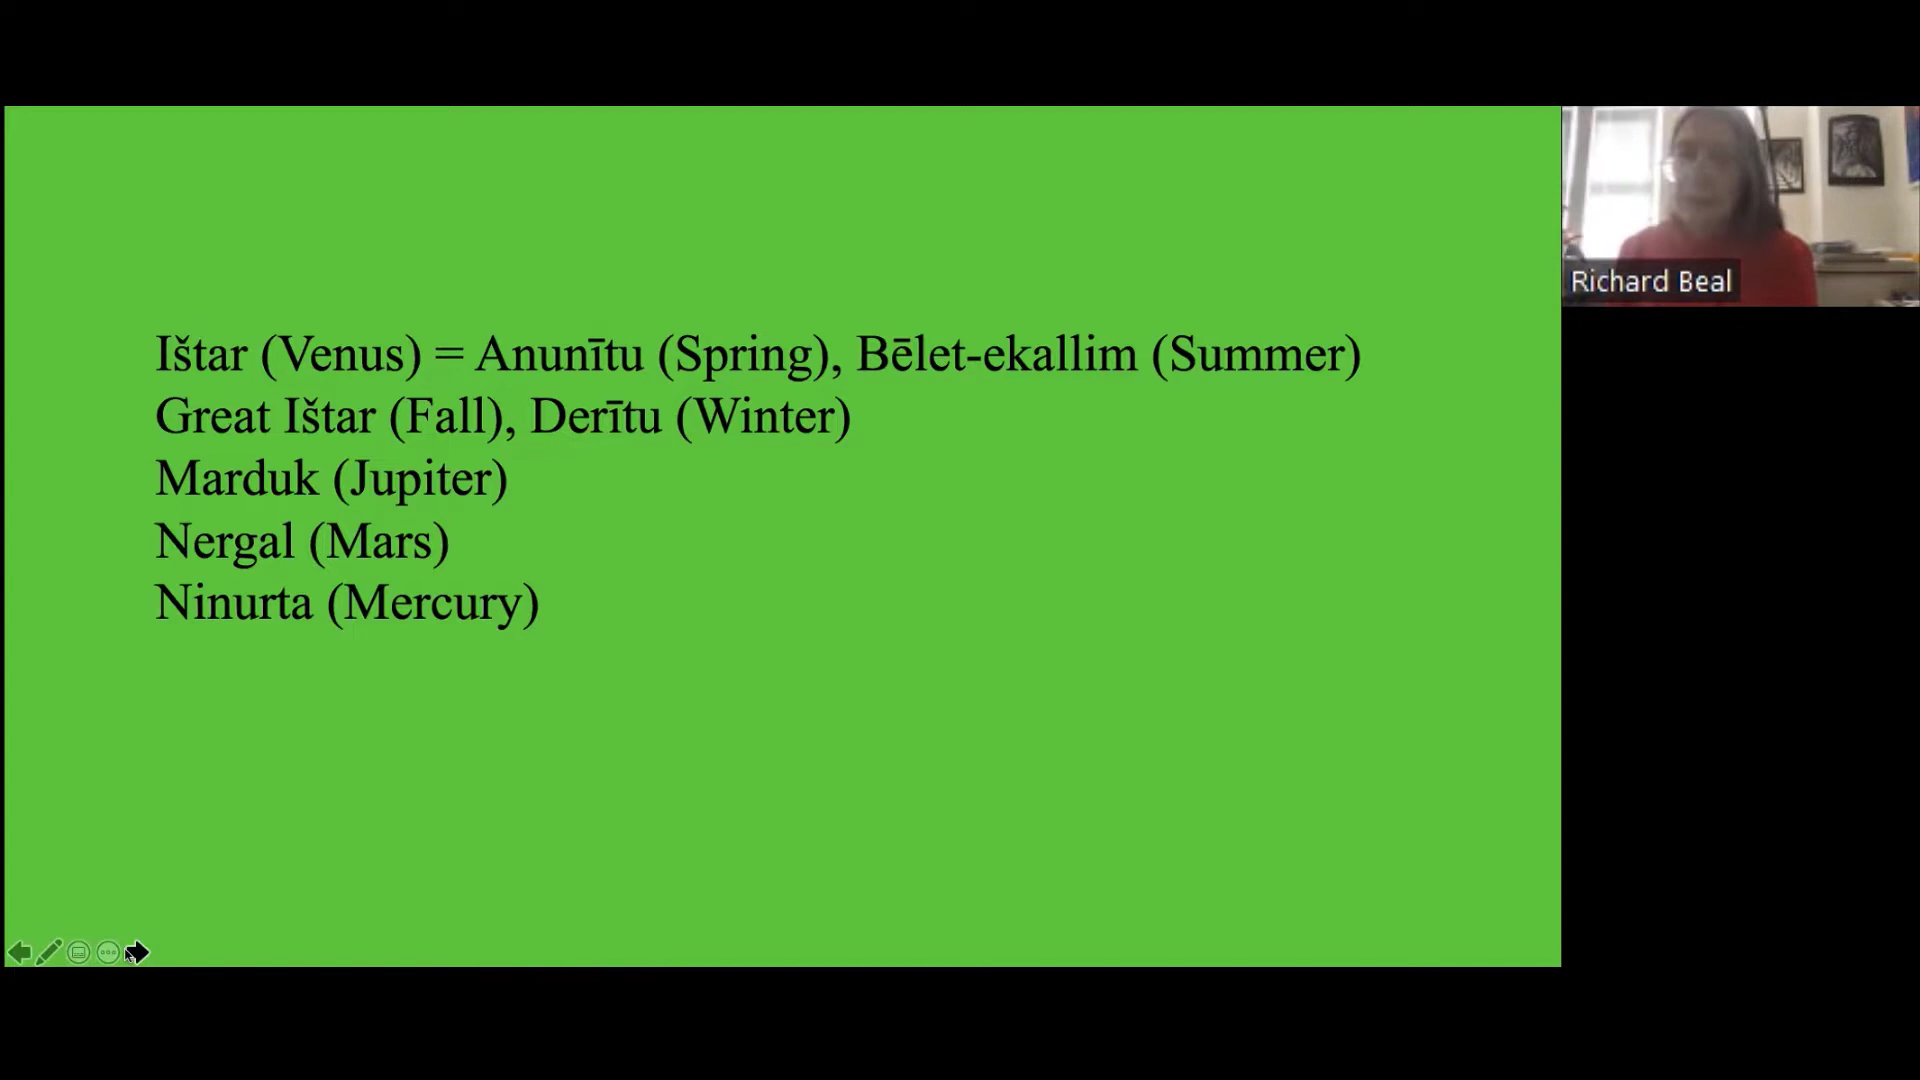 Ištar (Venus) = Anunītu (Spring), Bēlet-ekallim (Summer)
Great Ištar (Fall), Derītu (Winter)
Marduk (Jupiter)
Nergal (Mars)
Ninurta (Mercury)
Richard Beal